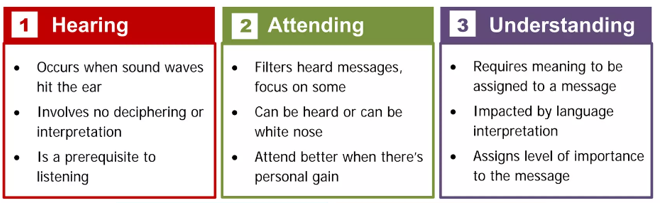 1 Hearing
• Occurs when sound waves
hit the ear
• Involves no deciphering or
interpretation
• Is a prerequisite to
listening
2 Attending
• Filters heard messages,
focus on some
• Can be heard or can be
white nose
• Attend better when there's
personal gain
3 Understanding
• Requires meaning to be
assigned to a message
• Impacted by language
interpretation
• Assigns level of importance
to the message